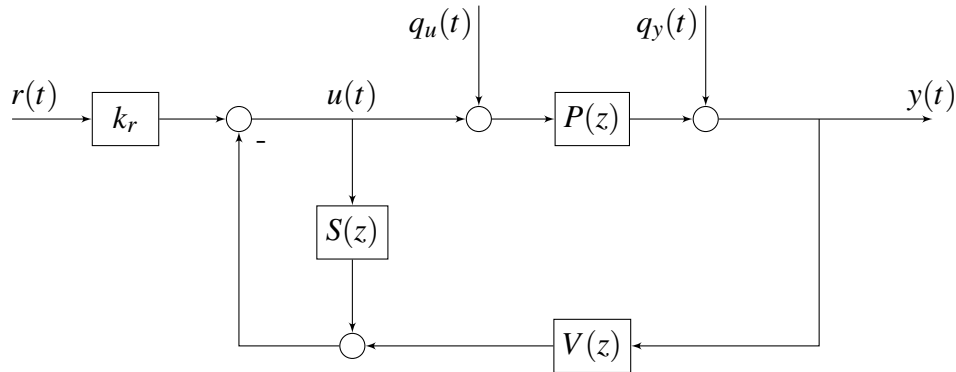 q_u(t)
q_y(t)
r(t)
k_r
u(t)
P(z)
y(t)
-
S(z)
V(z)